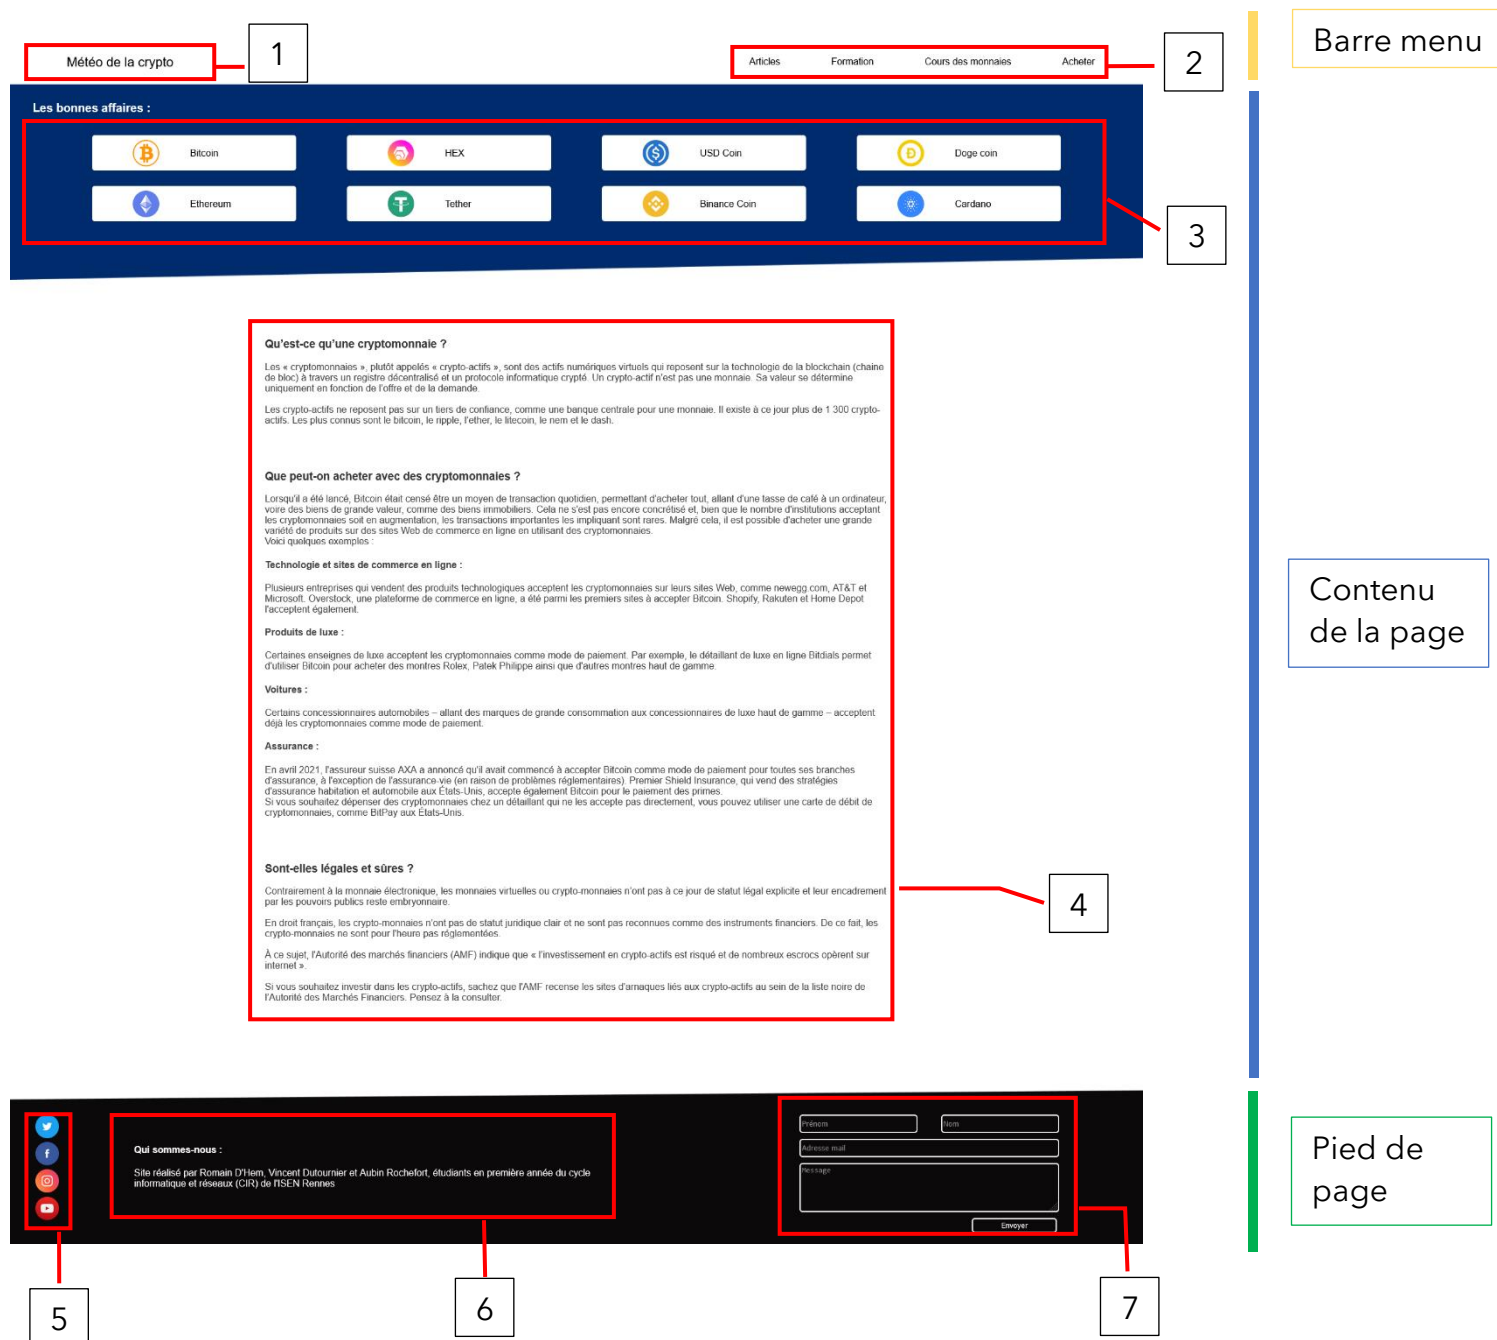 1
Barre menu
Météo de la crypto
Articles
Formation
Cours des monnaies
Acheter
2
Les bonnes affaires :
Bitcoin
HEX
USD Coin
Doge coin
Ethereum
Tether
Binance Coin
Cardano
3
Qu'est-ce qu'une cryptomonnaie ?
Les « cryptomonnaies », plutôt appelés « crypto-actifs », sont des actifs numériques virtuels qui reposent sur la technologie de la blockchain (chaine
de bloc) à travers un registre décentralisé et un protocole informatique crypté. Un crypto-actif n'est pas une monnaie. Sa valeur se détermine
uniquement en fonction de l'offre et de la demande.
Les crypto-actifs ne reposent pas sur un tiers de confiance, comme une banque centrale pour une monnaie. Il existe à ce jour plus de 1 300 crypto-
actifs. Les plus connus sont le bitcoin, le ripple, l'ether, le litecoin, le nem et le dash.
Que peut-on acheter avec des cryptomonnaies ?
Lorsqu'il a été lancé, Bitcoin était censé être un moyen de transaction quotidien, permettant d'acheter tout, allant d'une tasse de café à un ordinateur,
voire des biens de grande valeur, comme des biens immobiliers. Cela ne s'est pas encore concrétisé et, bien que le nombre d'institutions acceptant
les cryptomonnaies soit en augmentation, les transactions importantes les impliquant sont rares. Malgré cela, il est possible d'acheter une grande
variété de produits sur des sites Web de commerce en ligne en utilisant des cryptomonnaies.
Voici quelques exemples :
Technologie et sites de commerce en ligne :
Plusieurs entreprises qui vendent des produits technologiques acceptent les cryptomonnaies sur leurs sites Web, comme newegg.com, AT&T et
Microsoft. Overstock, une plateforme de commerce en ligne, a été parmi les premiers sites à accepter Bitcoin. Shopify, Rakuten et Home Depot
l'acceptent également.
Produits de luxe :
Certaines enseignes de luxe acceptent les cryptomonnaies comme mode de paiement. Par exemple, le détaillant de luxe en ligne Bitdials permet
d'utiliser Bitcoin pour acheter des montres Rolex, Patek Philippe ainsi que d'autres montres haut de gamme.
Voitures :
Certains concessionnaires automobiles – allant des marques de grande consommation aux concessionnaires de luxe haut de gamme – acceptent
déjà les cryptomonnaies comme mode de paiement.
Assurance :
En avril 2021, l'assureur suisse AXA a annoncé qu'il avait commencé à accepter Bitcoin comme mode de paiement pour toutes ses branches
d'assurance, à l'exception de l'assurance-vie (en raison de problèmes réglementaires). Premier Shield Insurance, qui vend des stratégies
d'assurance habitation et automobile aux États-Unis, accepte également Bitcoin pour le paiement des primes.
Si vous souhaitez dépenser des cryptomonnaies chez un détaillant qui ne les accepte pas directement, vous pouvez utiliser une carte de débit de
cryptomonnaies, comme BitPay aux États-Unis.
Contenu
de la page
Sont-elles légales et sûres ?
Contrairement à la monnaie électronique, les monnaies virtuelles ou crypto-monnaies n'ont pas à ce jour de statut légal explicite et leur encadrement
par les pouvoirs publics reste embryonnaire.
En droit français, les crypto-monnaies n'ont pas de statut juridique clair et ne sont pas reconnues comme des instruments financiers. De ce fait, les
crypto-monnaies ne sont pour l'heure pas réglementées.
À ce sujet, l'Autorité des marchés financiers (AMF) indique que « l'investissement en crypto-actifs est risqué et de nombreux escrocs opèrent sur
internet ».
Si vous souhaitez investir dans les crypto-actifs, sachez que l'AMF recense les sites d'arnaques liés aux crypto-actifs au sein de la liste noire de
l'Autorité des Marchés Financiers. Pensez à la consulter.
4
Qui sommes-nous :
Site réalisé par Romain D'Hem, Vincent Dutournier et Aubin Rochefort, étudiants en première année du cycle
informatique et réseaux (CIR) de l'ISEN Rennes
Prénom
Nom
Adresse mail
Message
Envoyer
Pied de
page
5
6
7